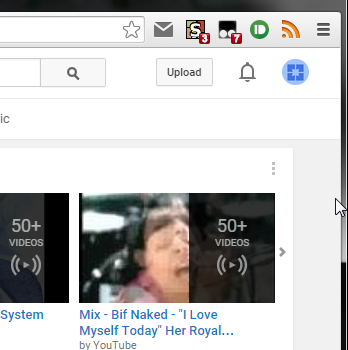 3
7
Upload
ic
50+
VIDEOS
50+
VIDEOS
System
Mix - Bif Naked - "I Love
Myself Today" Her Royal...
by YouTube